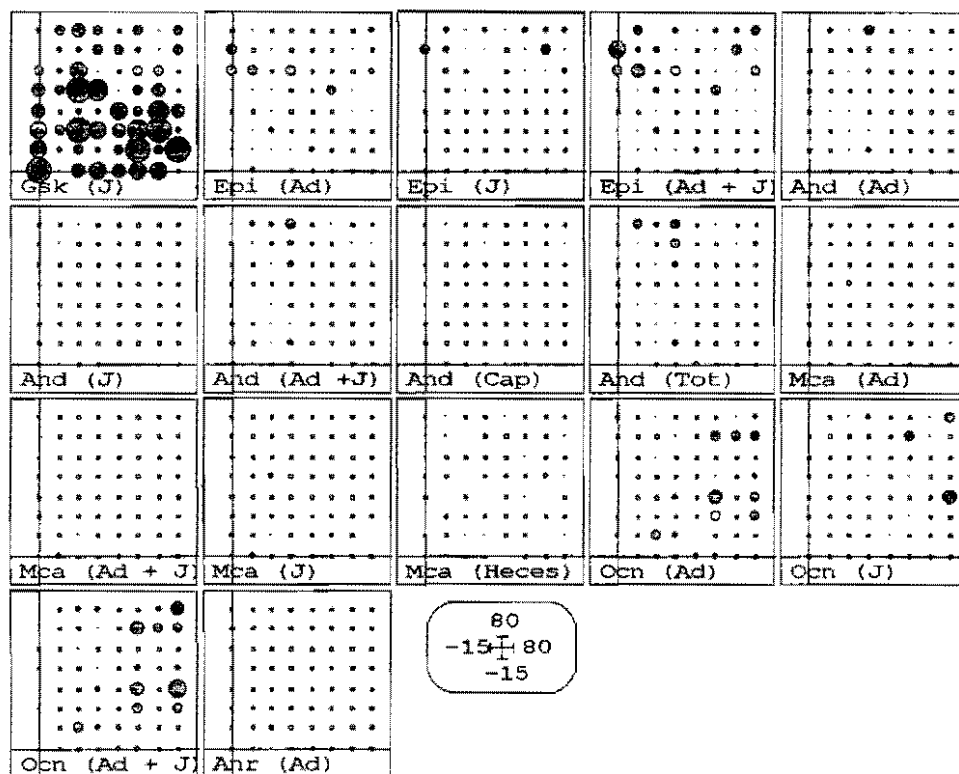 Gsk (J) Epi (Ad) Epi (J) Epi (Ad + J) And (Ad)
And (J) And (Ad +J) And (Cap) And (Tot) Mca (Ad)
Mca (Ad + J) Mca (J) Mca (Heces) Ocn (Ad) Ocn (J)
80
-15 80
-15
Ocn (Ad + J) Anr (Ad)